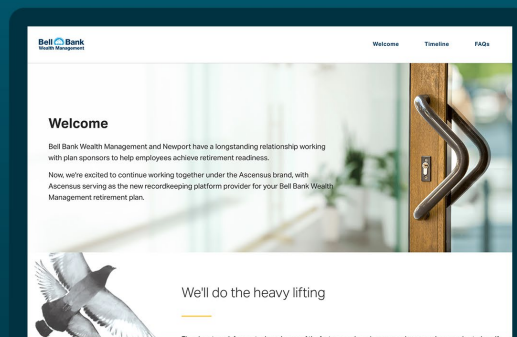 Bell Bank
Wealth Management
Welcome
Timeline
FAQs
Welcome
Bell Bank Wealth Management and Newport have a longstanding relationship working
with plan sponsors to help employees achieve retirement readiness.
Now, we're excited to continue working together under the Ascensus brand, with
Ascensus serving as the new recordkeeping platform provider for your Bell Bank Wealth
Management retirement plan.
We'll do the heavy lifting